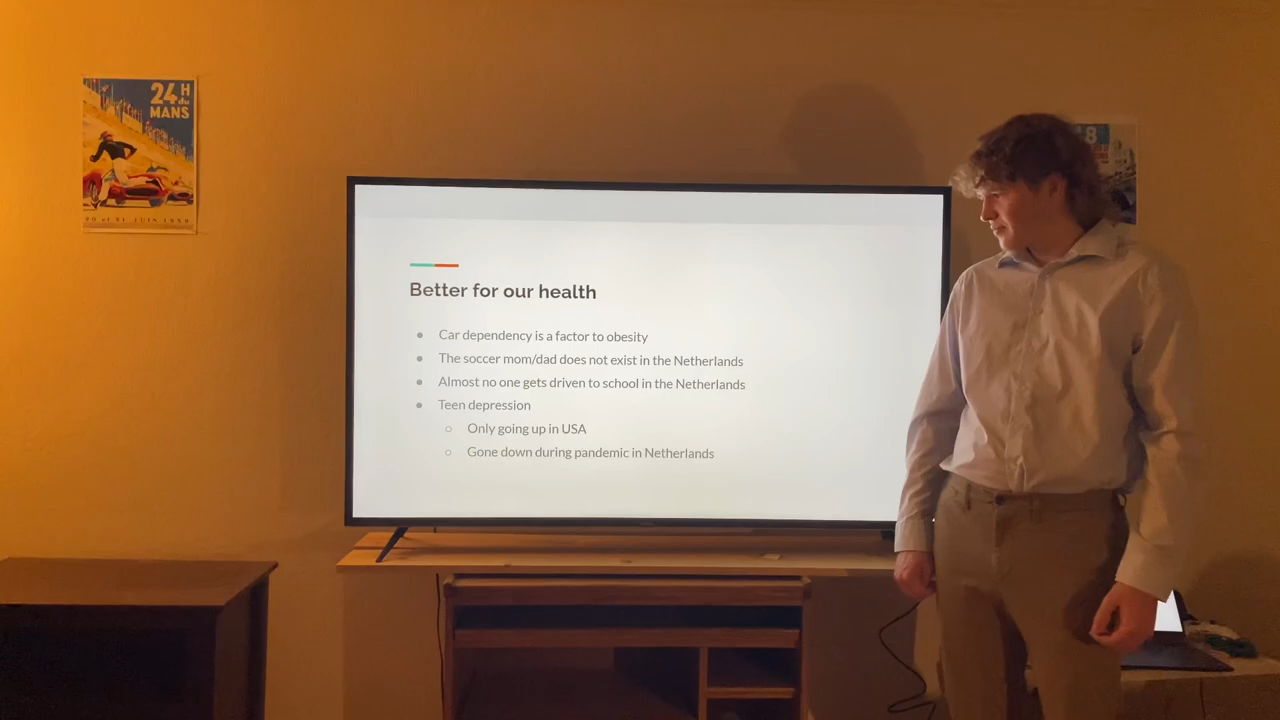 24 H
du
MANS
8
Better for our health
Car dependency is a factor to obesity
The soccer mom/dad does not exist in the Netherlands
Almost no one gets driven to school in the Netherlands
Teen depression
Only going up in USA
Gone down during pandemic in Netherlands